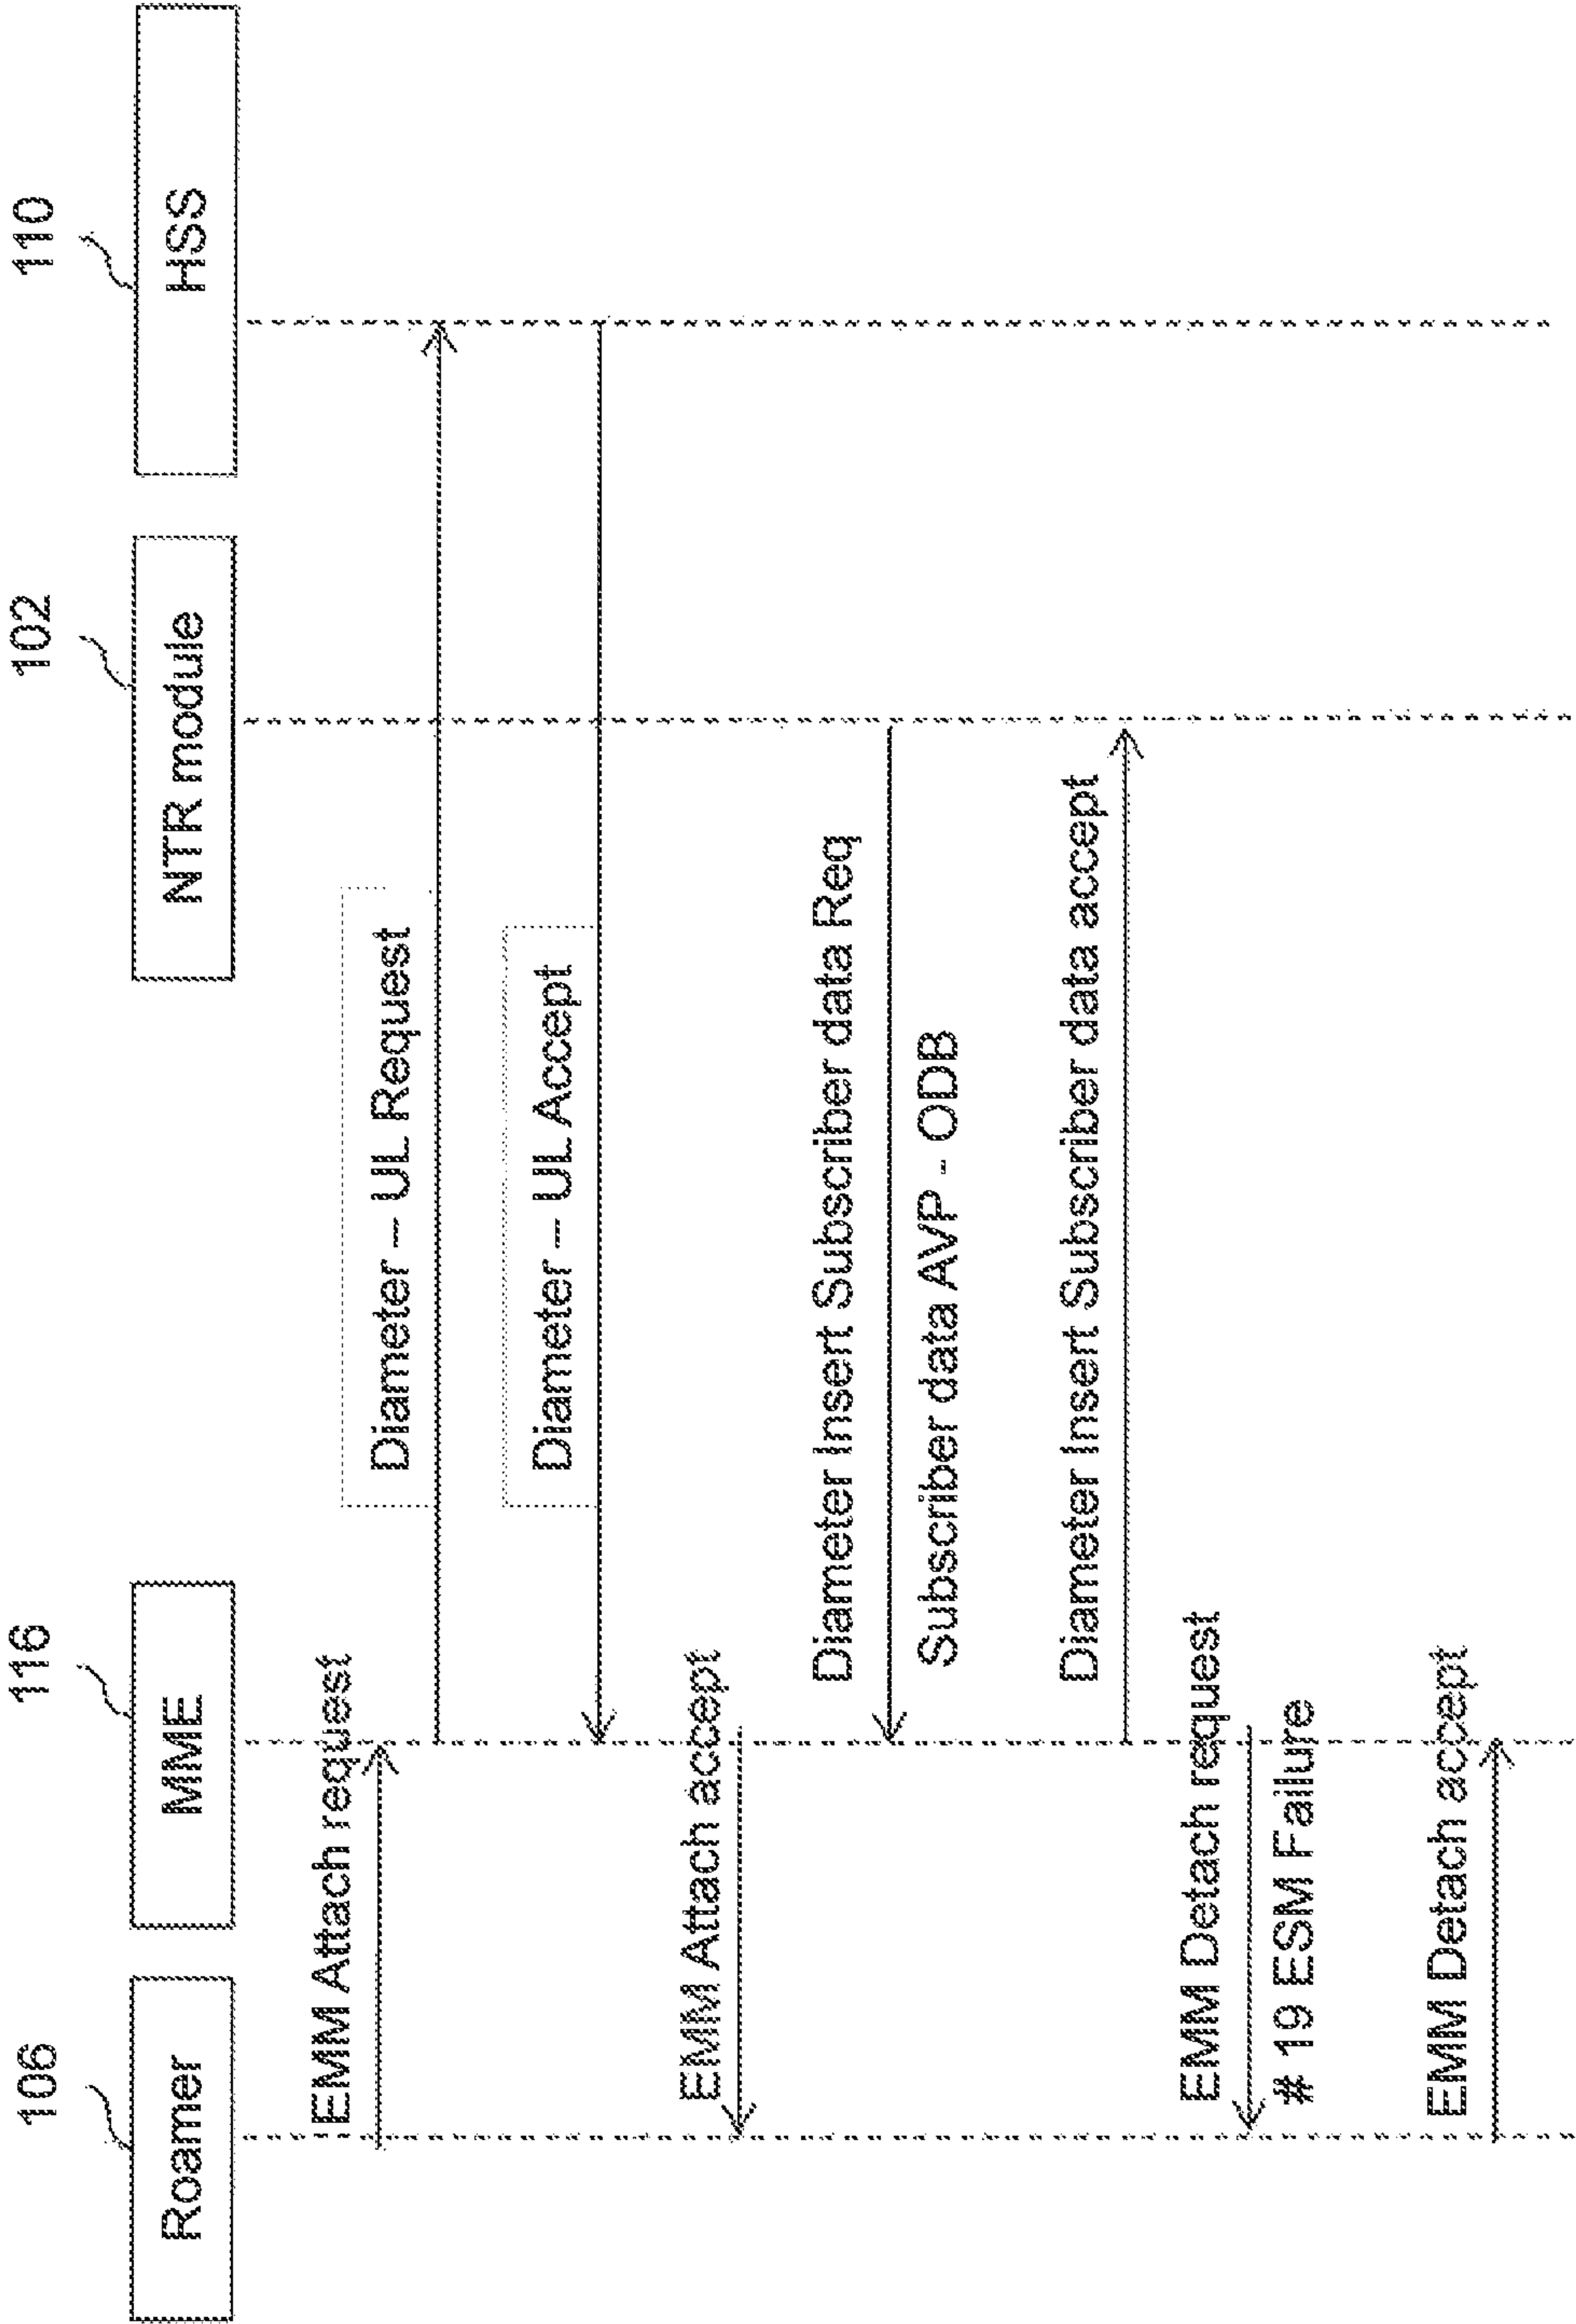 106
116
102
110
Roamer
MME
NTR module
HSS
EMM Attach request
Diameter – UL Request
Diameter – UL Accept
EMM Attach accept
Diameter Insert Subscriber data Req
Subscriber data AVP - ODB
Diameter Insert Subscriber data accept
EMM Detach request
# 19 ESM Failure
EMM Detach accept